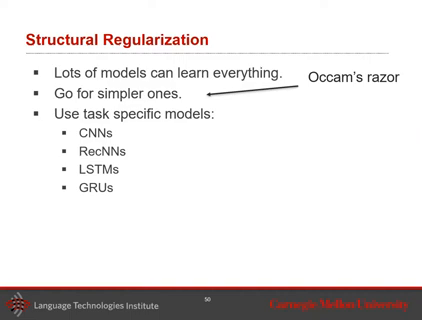 Structural Regularization
Lots of models can learn everything.
Occam's razor
Go for simpler ones.
Use task specific models:
CNNs
RecNNs
LSTMs
GRUs
50
Language Technologies Institute
Carnegie Mellon University